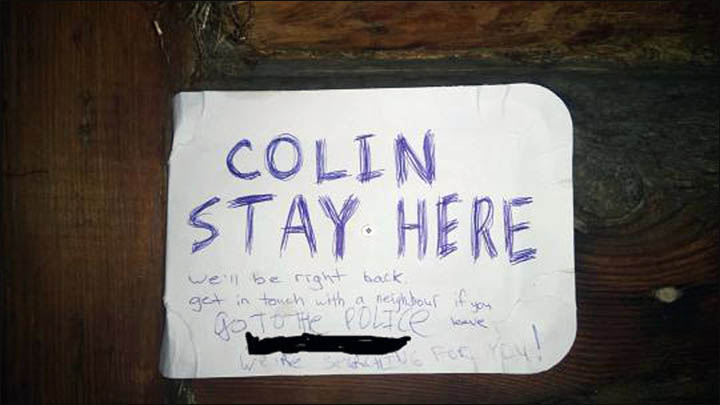 COLIN
STAY HERE
we'll be right back.
get in touch with a neighbour if you
leave
GO TO THE POLICE
WE'RE SEARCHING FOR YOU!